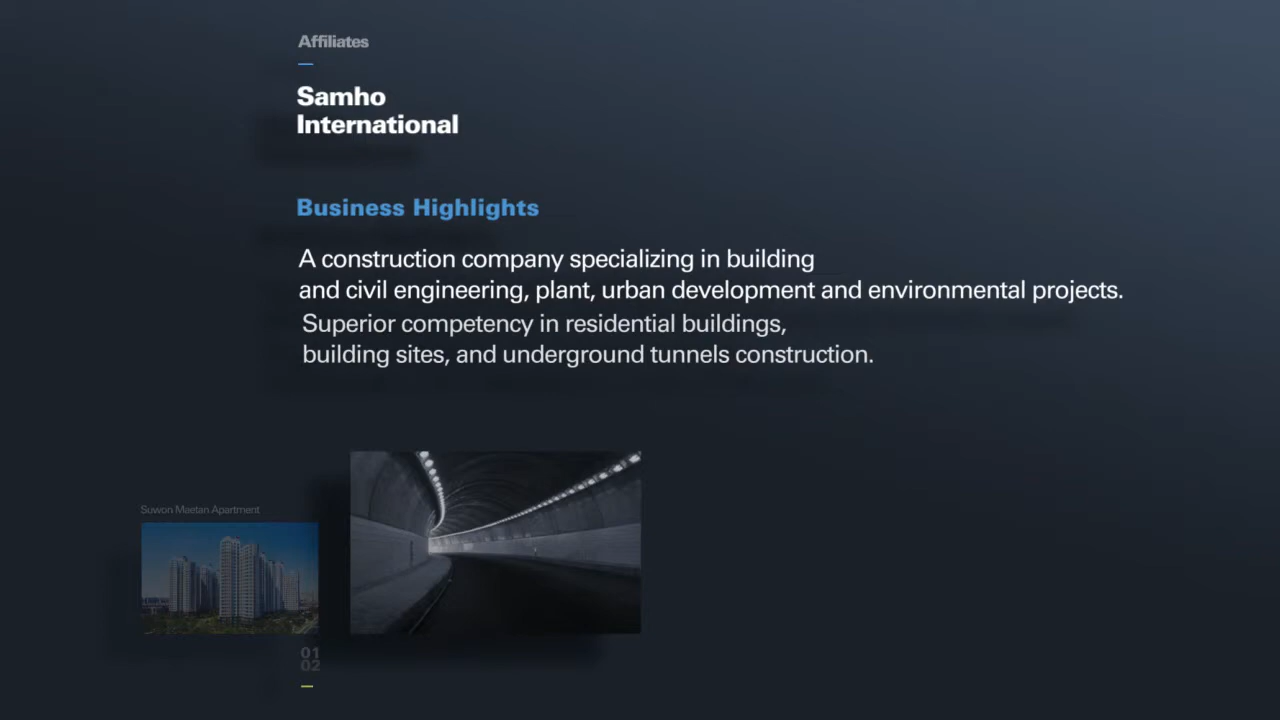 Affiliates
Samho
International
Business Highlights
A construction company specializing in building
and civil engineering, plant, urban development and environmental projects.
Superior competency in residential buildings,
building sites, and underground tunnels construction.
Suwon Maetan Apartment
01
02